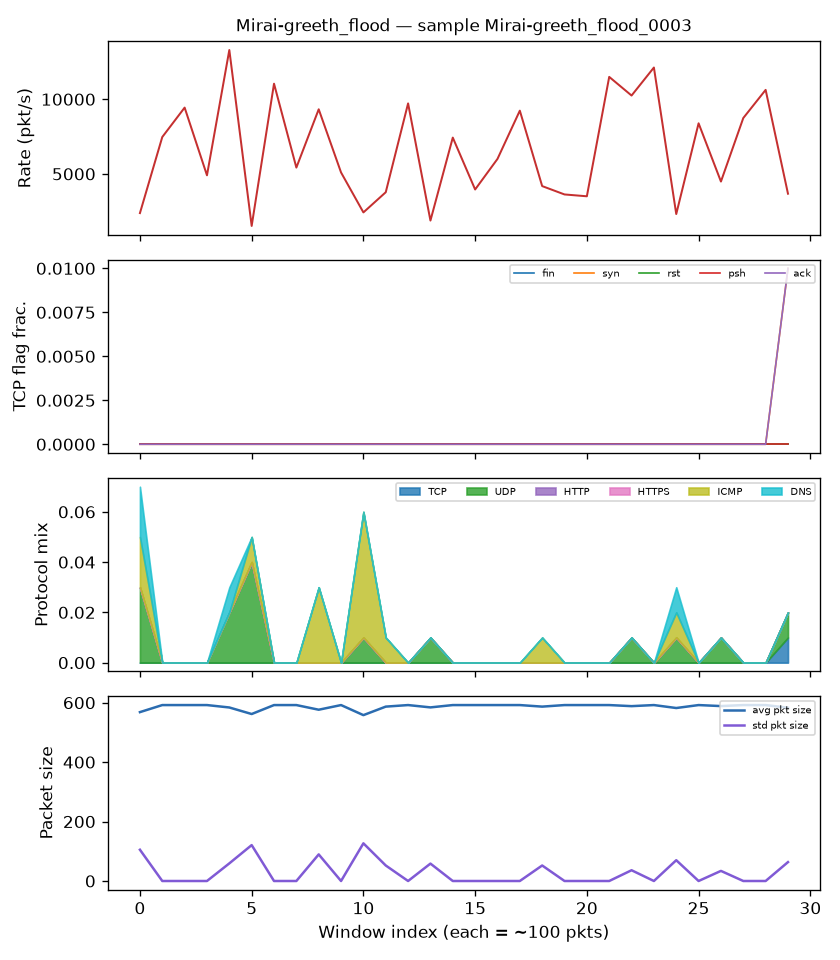 Mirai-greeth_flood — sample Mirai-greeth_flood_0003
Rate (pkt/s)
10000
5000
TCP flag frac.
0.0100
0.0075
0.0050
0.0025
0.0000
fin syn rst psh ack
Protocol mix
0.06
0.04
0.02
0.00
TCP UDP HTTP HTTPS ICMP DNS
Packet size
600
400
200
0
avg pkt size
std pkt size
0 5 10 15 20 25 30
Window index (each = ~100 pkts)